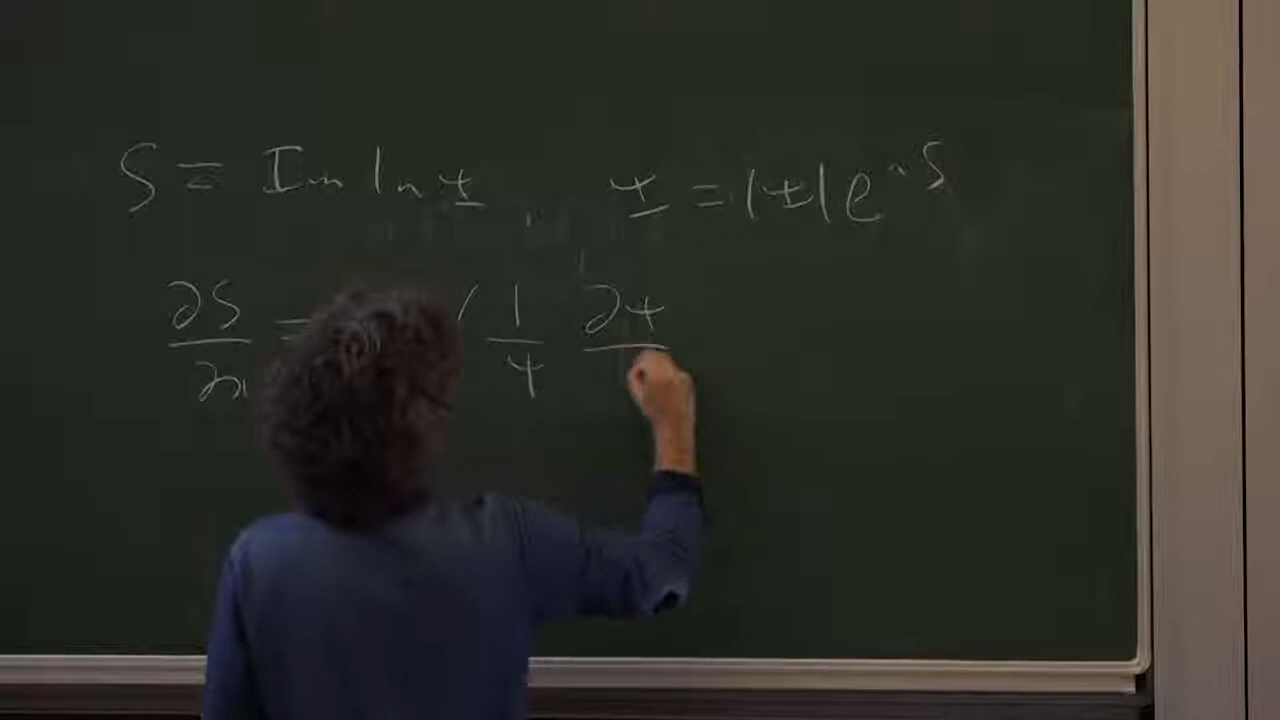 S = Im ln ψ ψ = |ψ| e^{iS}
∂S/∂x = ( 1/ψ ∂ψ/